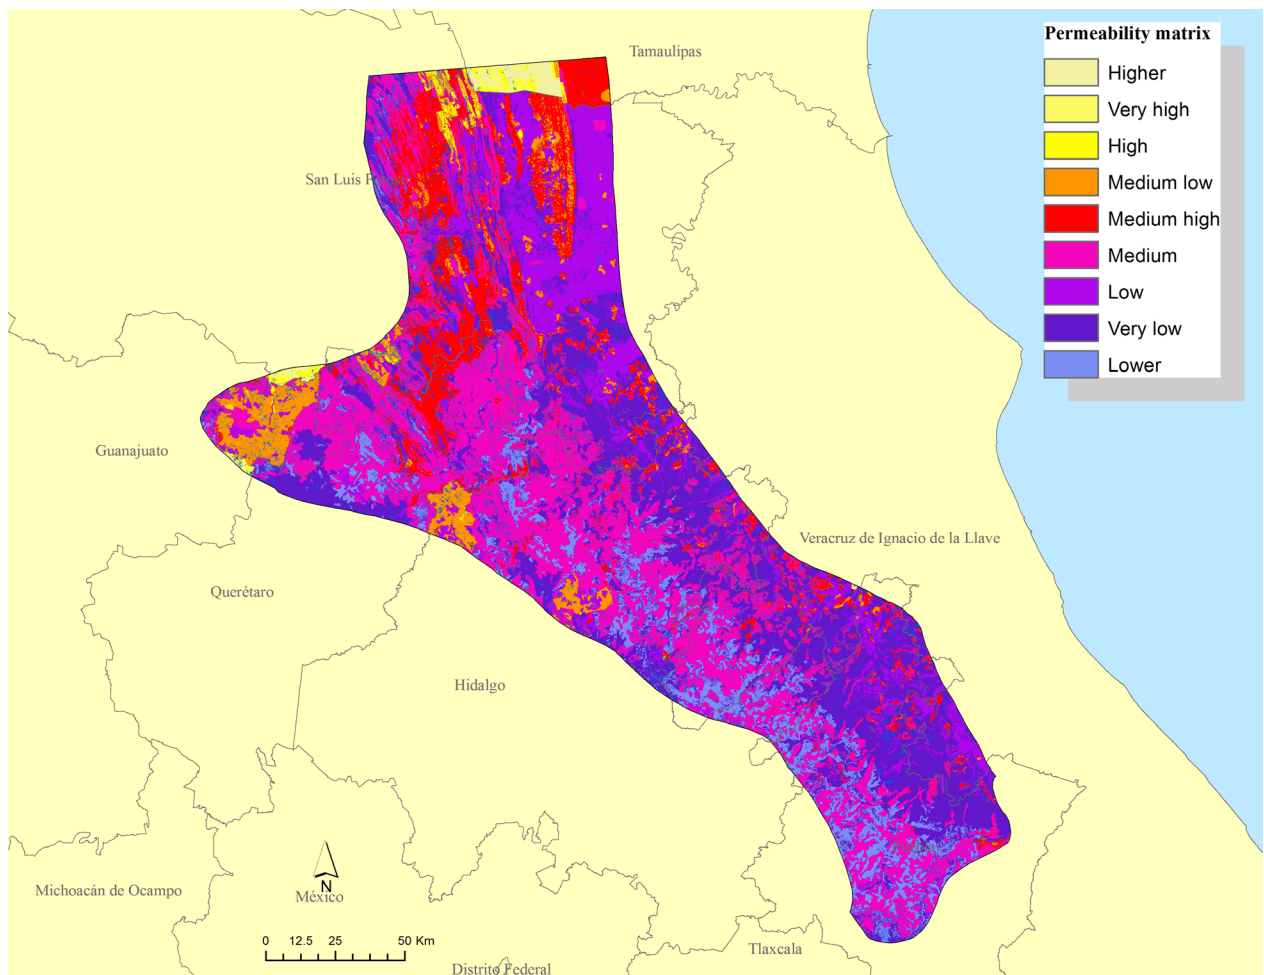 Permeability matrix
Higher
Very high
High
Medium low
Medium high
Medium
Low
Very low
Lower
Tamaulipas
San Luis P
Guanajuato
Veracruz de Ignacio de la Llave
Querétaro
Hidalgo
Michoacán de Ocampo
México
N
0 12.5 25 50 Km
Tlaxcala
Distrito Federal